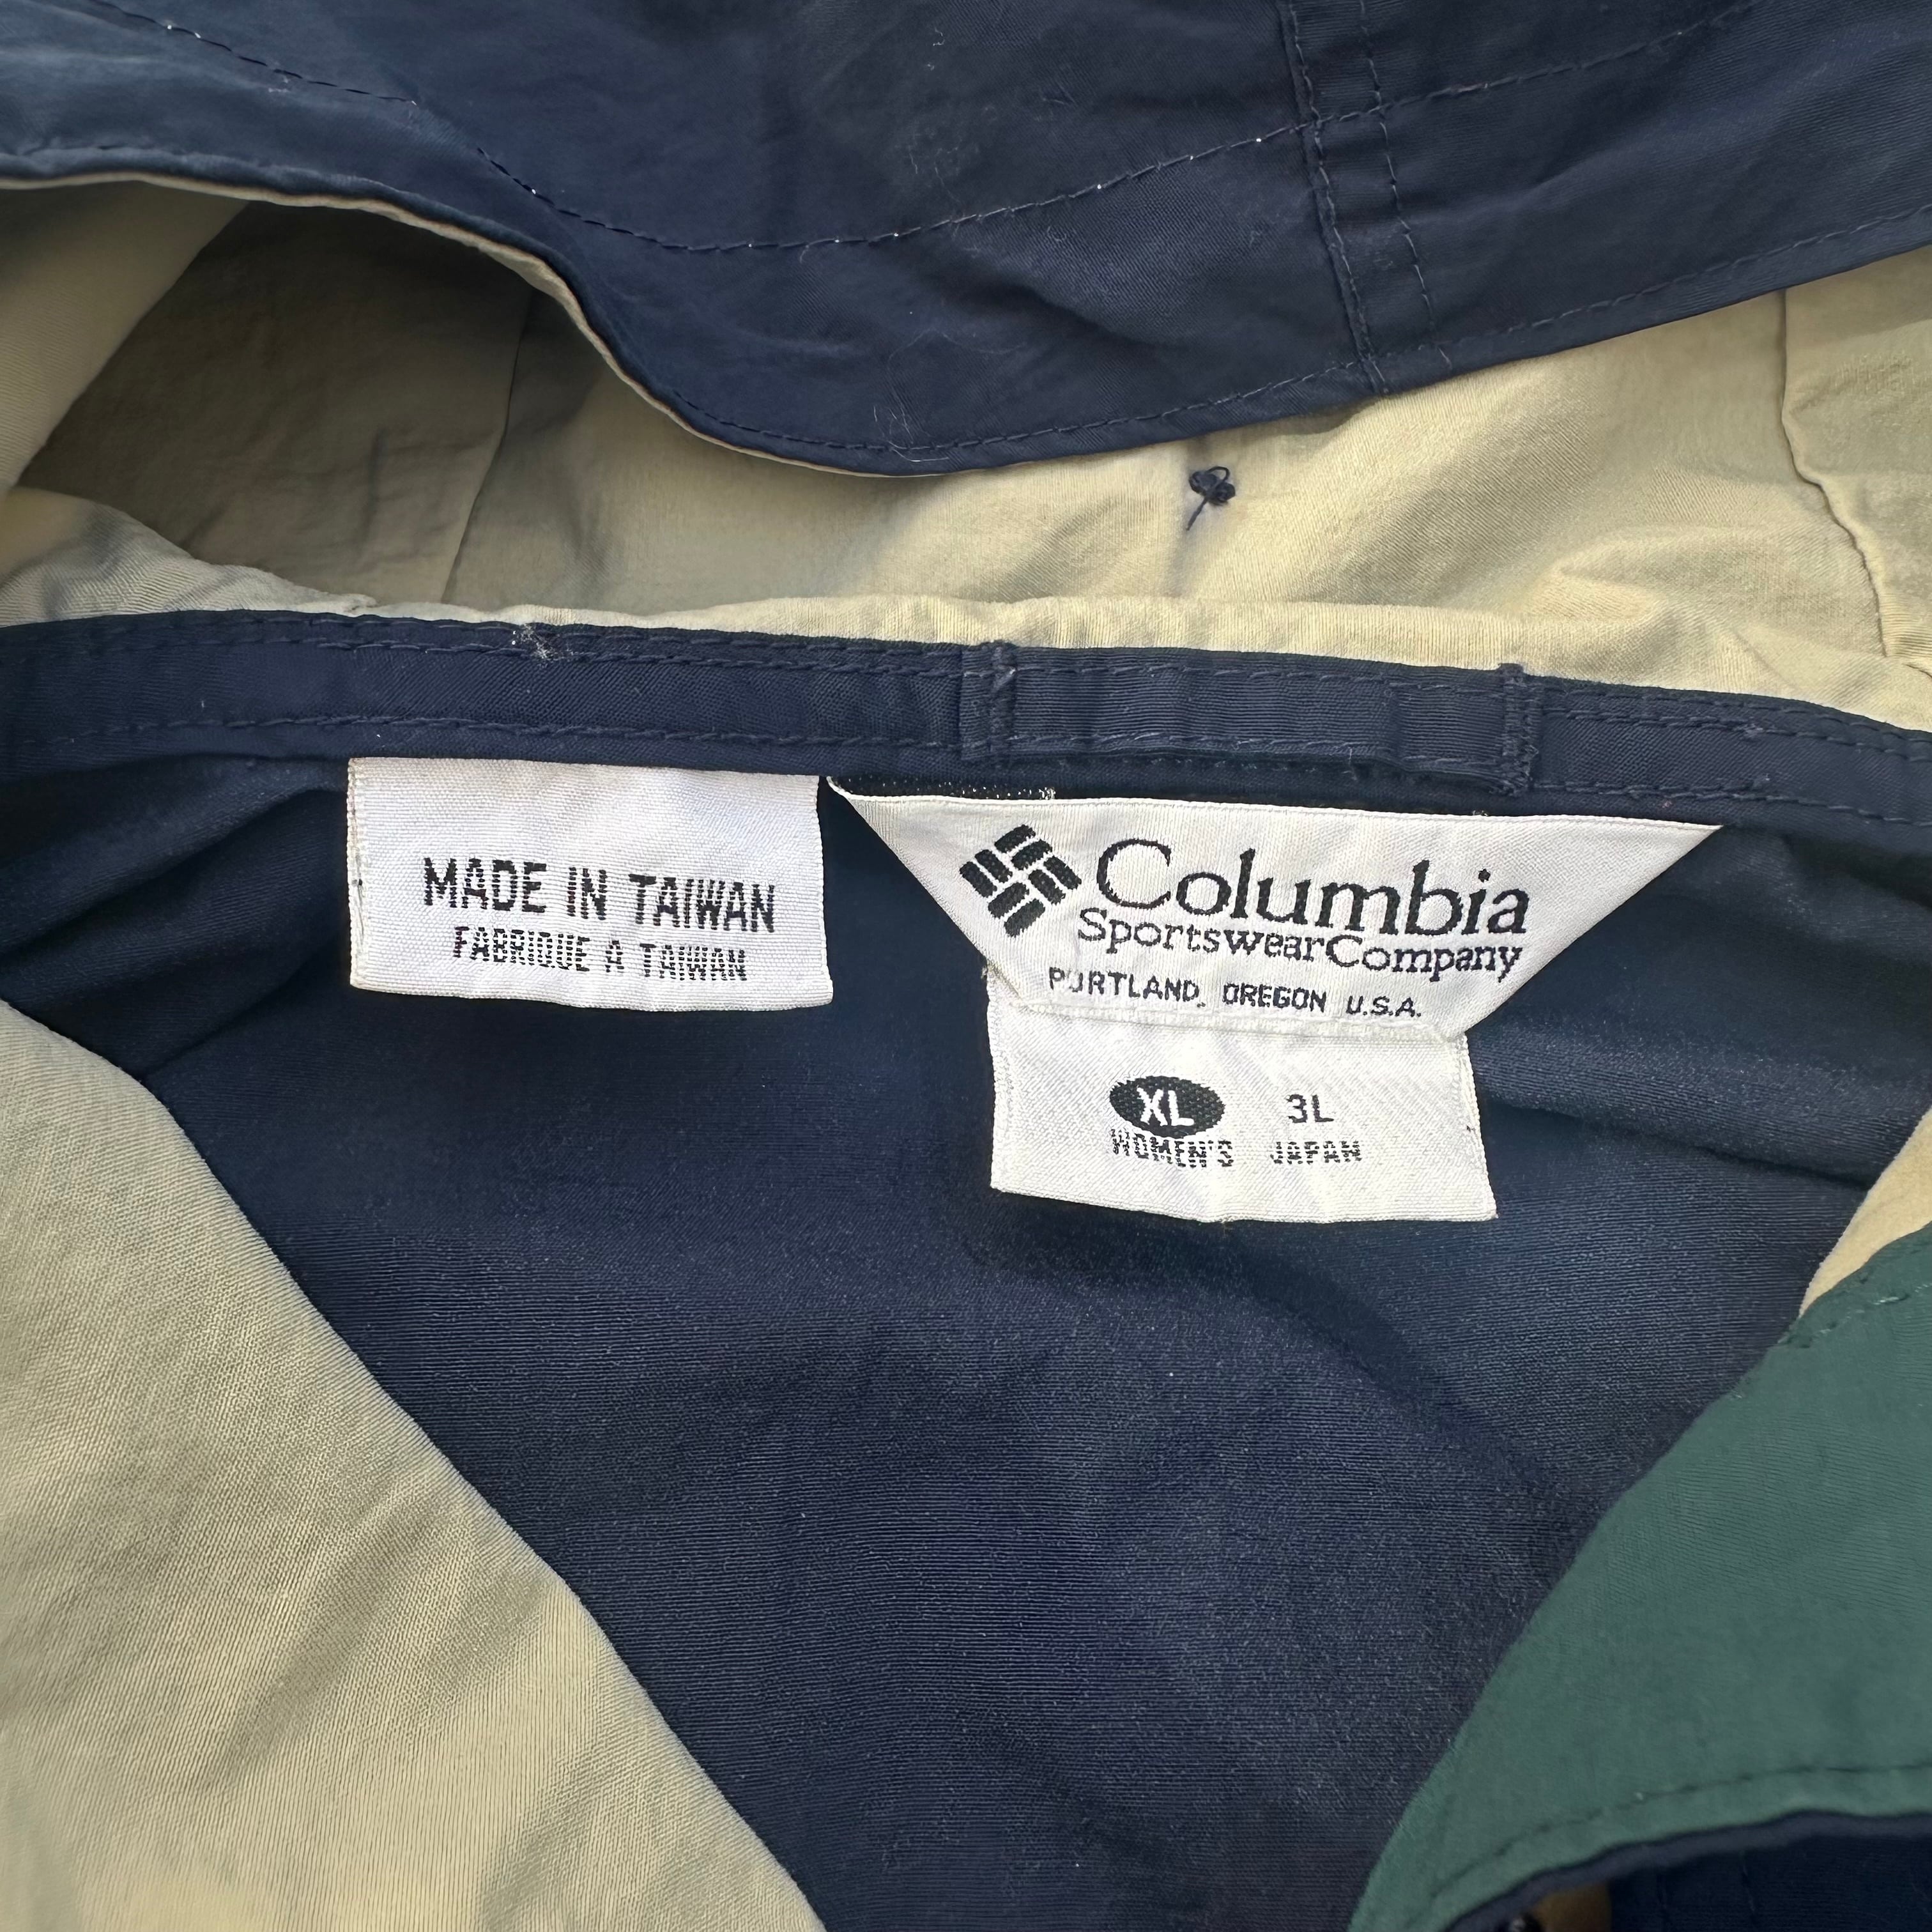 MADE IN TAIWAN
FABRIQUE A TAIWAN
Columbia
SportswearCompany
PORTLAND, OREGON U.S.A.
XL 3L
WOMEN'S JAPAN